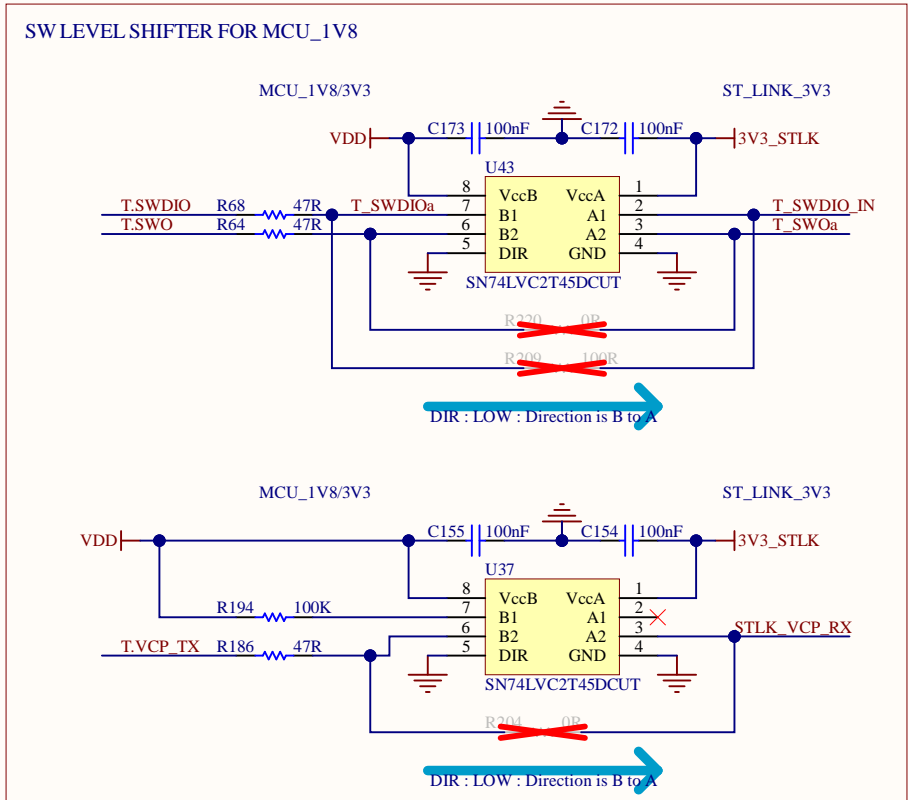 SW LEVEL SHIFTER FOR MCU_1V8
MCU_1V8/3V3 ST_LINK_3V3
VDD C173 100nF C172 100nF 3V3_STLK
U43
8 VccB VccA 1
T.SWDIO R68 47R T_SWDIOa 7 B1 A1 2 T_SWDIO_IN
T.SWO R64 47R 6 B2 A2 3 T_SWOa
5 DIR GND 4
SN74LVC2T45DCUT
R220 0R
R209 100R
DIR : LOW : Direction is B to A
MCU_1V8/3V3 ST_LINK_3V3
VDD C155 100nF C154 100nF 3V3_STLK
U37
8 VccB VccA 1
R194 100K 7 B1 A1 2
6 B2 A2 3 STLK_VCP_RX
T.VCP_TX R186 47R 5 DIR GND 4
SN74LVC2T45DCUT
R204 0R
DIR : LOW : Direction is B to A